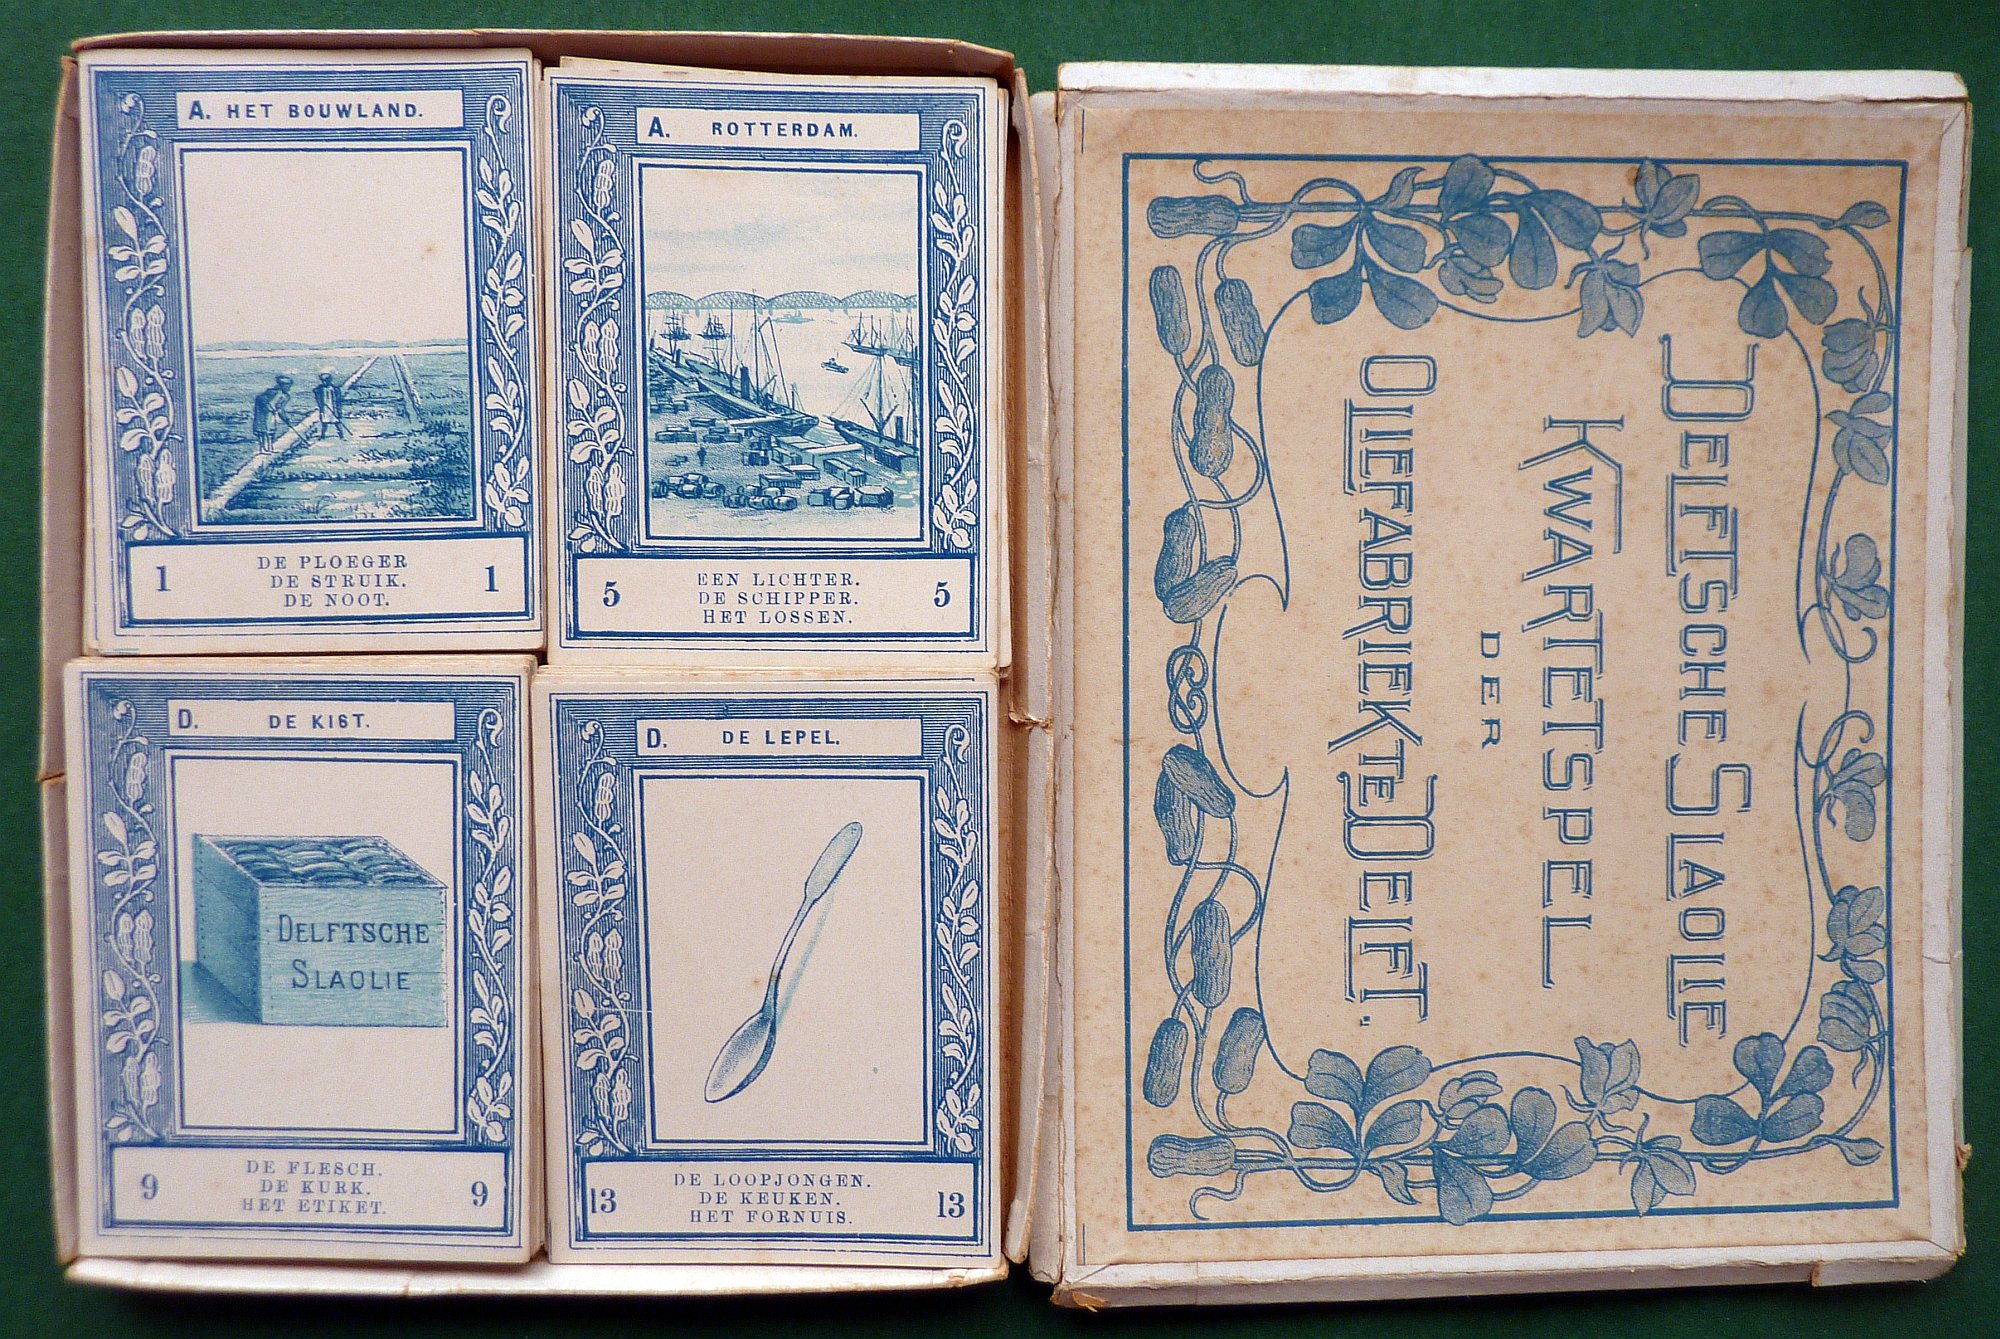 A. HET BOUWLAND.
1 1
DE PLOEGER
DE STRUIK.
DE NOOT.
A. ROTTERDAM.
5 5
EEN LICHTER.
DE SCHIPPER.
HET LOSSEN.
D. DE KIST.
DELFTSCHE
SLAOLIE
9 9
DE FLESCH.
DE KURK.
HET ETIKET.
D. DE LEPEL.
13 13
DE LOOPJONGEN.
DE KEUKEN.
HET FORNUIS.
DELFTSCHE SLAOLIE
KWARTETSPEL
DER
OLIEFABRIEK TE DELFT.